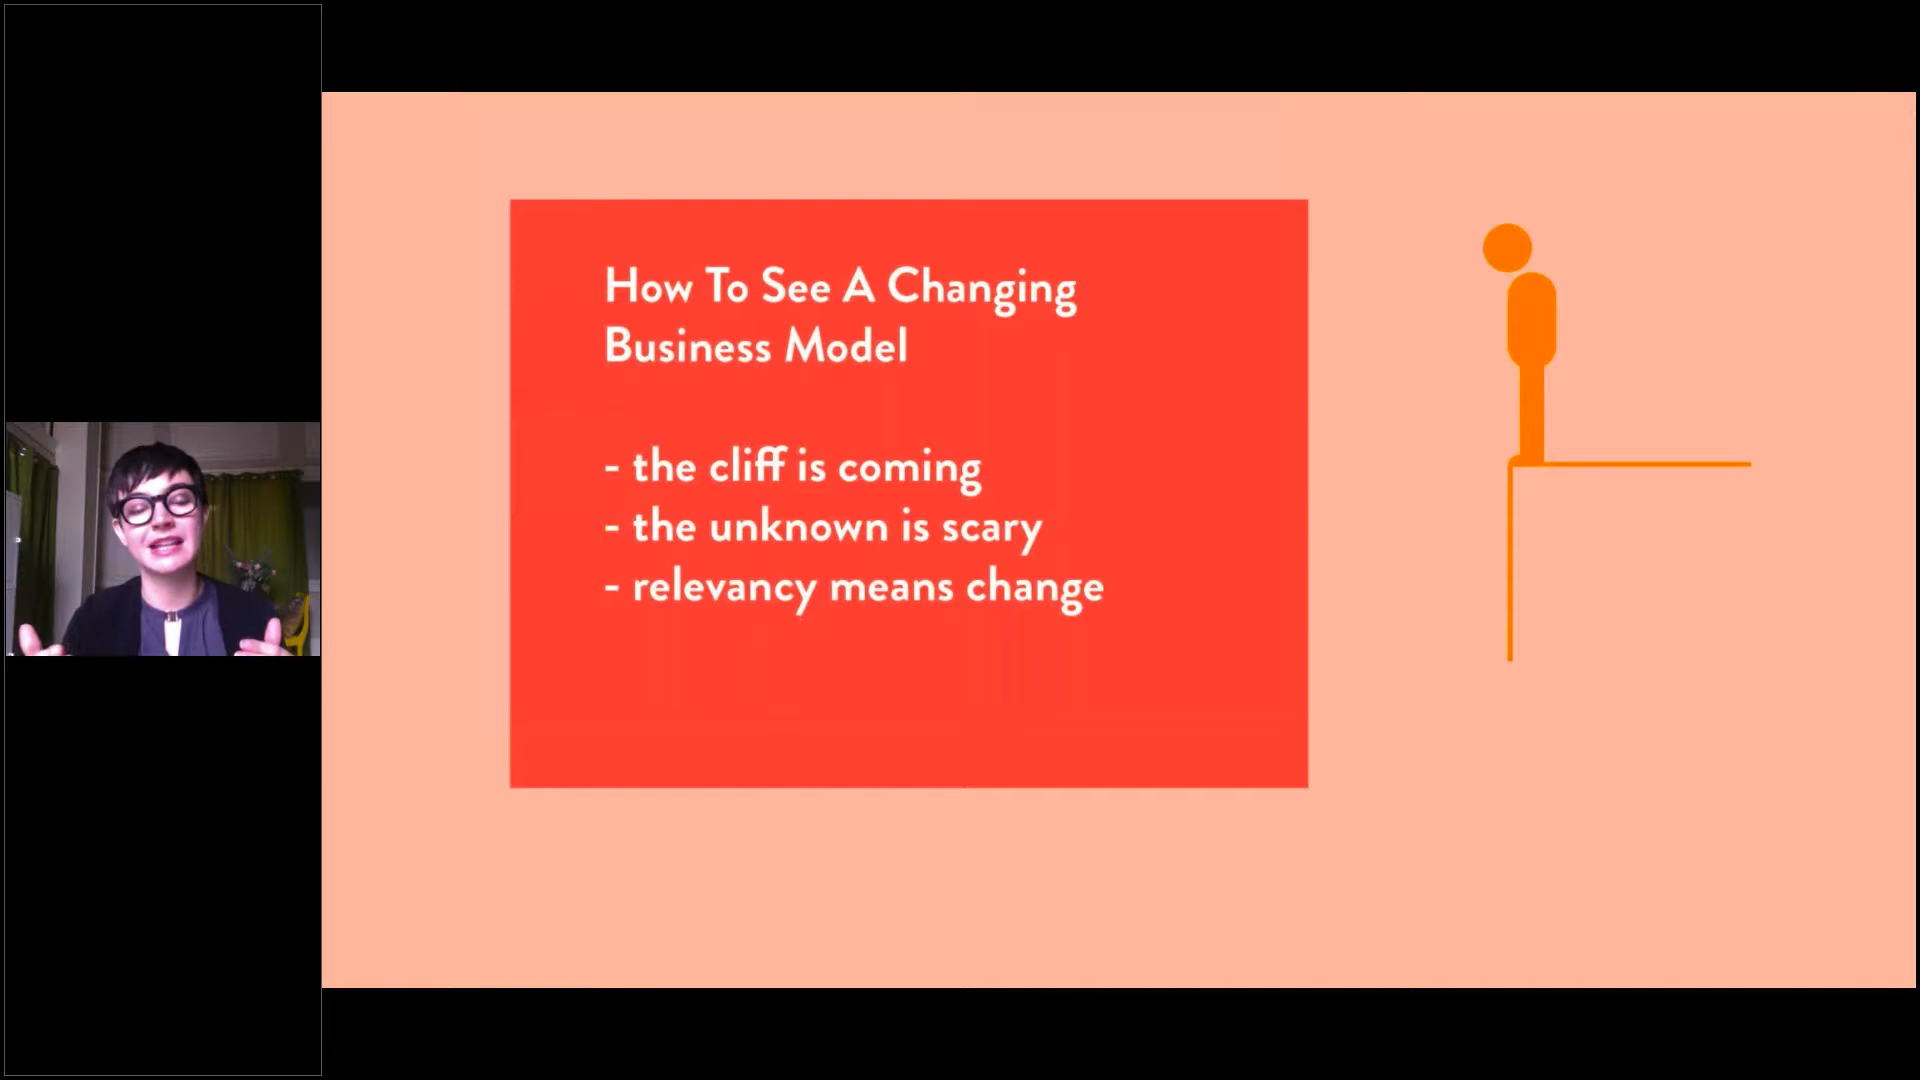 How To See A Changing
Business Model
- the cliff is coming
- the unknown is scary
- relevancy means change